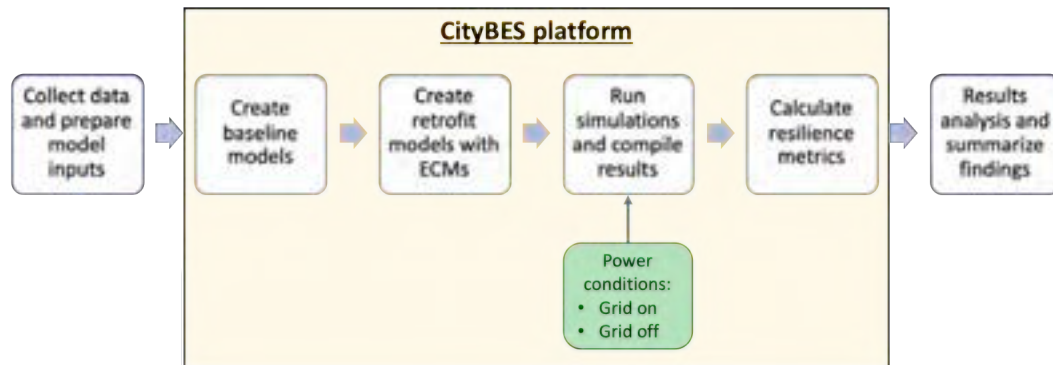 CityBES platform
Collect data
and prepare
model
inputs
Create
baseline
models
Create
retrofit
models with
ECMs
Run
simulations
and compile
results
Calculate
resilience
metrics
Results
analysis and
summarize
findings
Power
conditions:
• Grid on
• Grid off